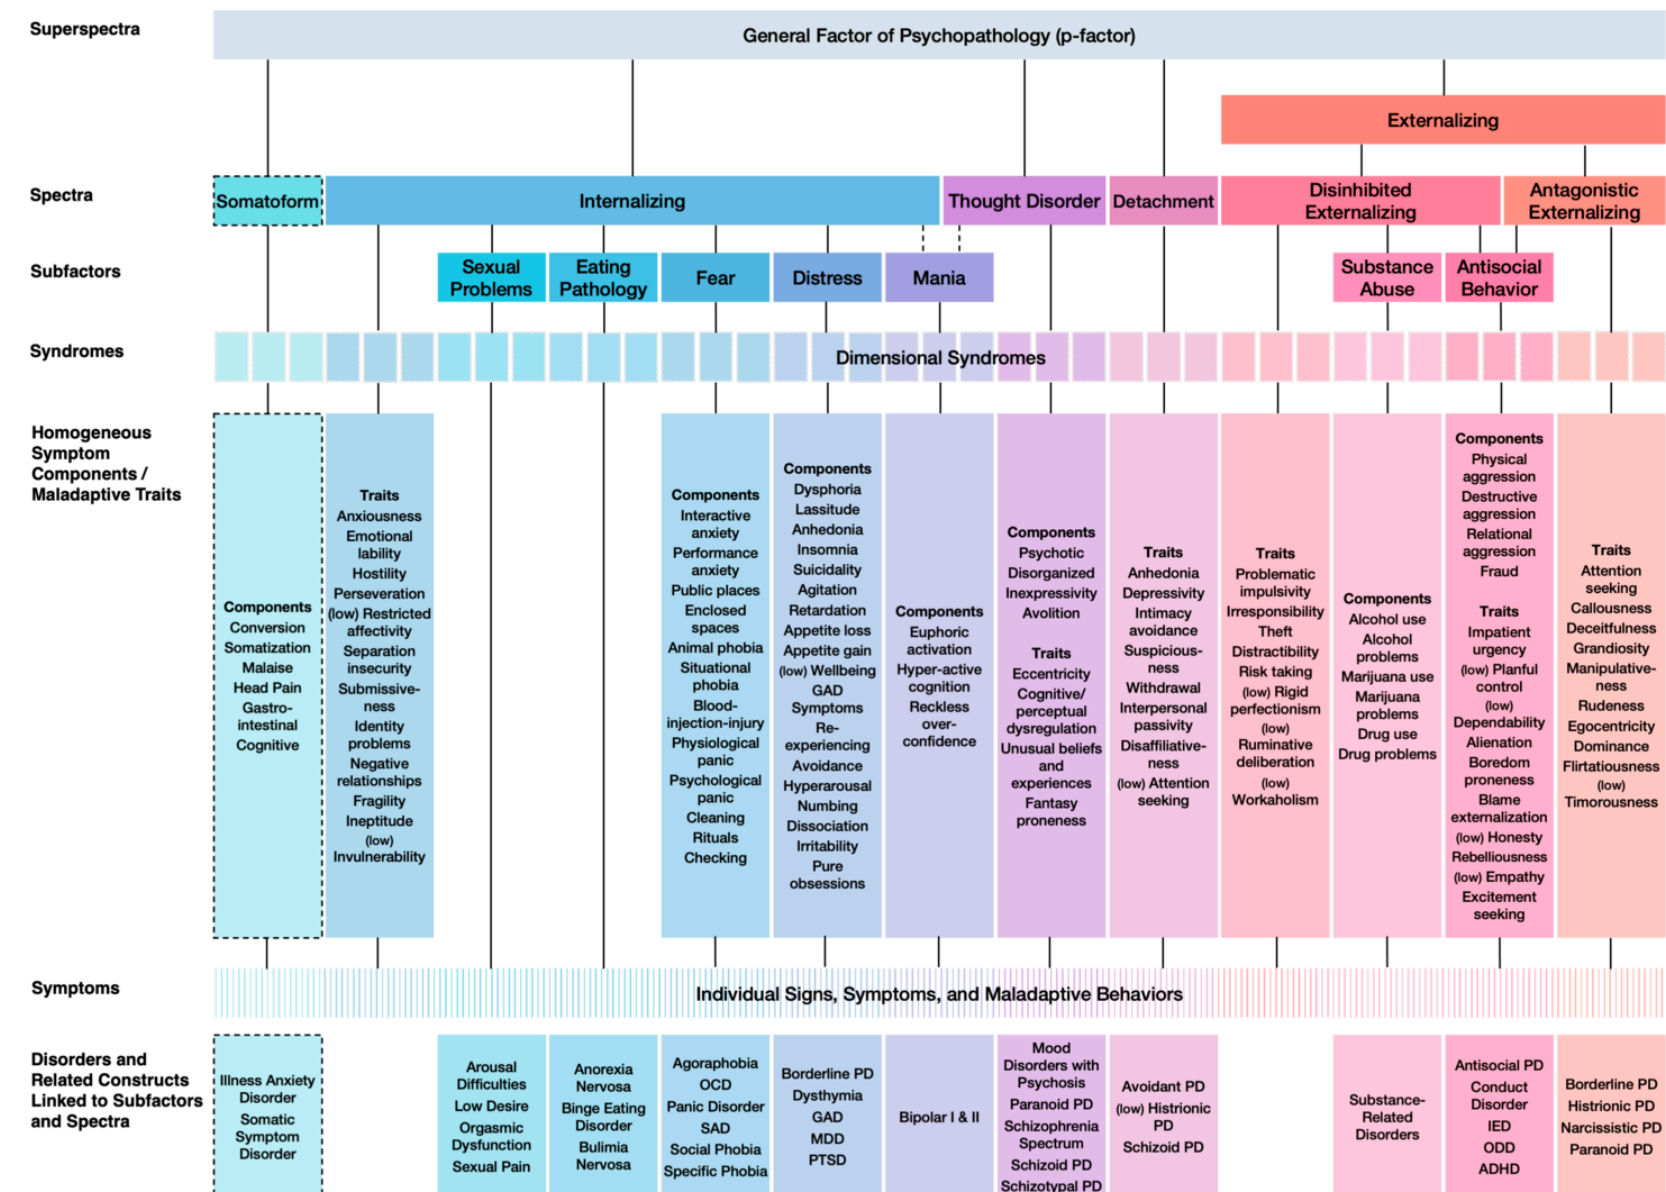 Superspectra
General Factor of Psychopathology (p-factor)
Externalizing
Spectra
Somatoform
Internalizing
Thought Disorder
Detachment
Disinhibited
Externalizing
Antagonistic
Externalizing
Subfactors
Sexual
Problems
Eating
Pathology
Fear
Distress
Mania
Substance
Abuse
Antisocial
Behavior
Syndromes
Dimensional Syndromes
Homogeneous
Symptom
Components /
Maladaptive Traits
Components
Conversion
Somatization
Malaise
Head Pain
Gastro-
intestinal
Cognitive
Traits
Anxiousness
Emotional
lability
Hostility
Perseveration
(low) Restricted
affectivity
Separation
insecurity
Submissive-
ness
Identity
problems
Negative
relationships
Fragility
Ineptitude
(low)
Invulnerability
Components
Interactive
anxiety
Performance
anxiety
Public places
Enclosed
spaces
Animal phobia
Situational
phobia
Blood-
injection-injury
Physiological
panic
Psychological
panic
Cleaning
Rituals
Checking
Components
Dysphoria
Lassitude
Anhedonia
Insomnia
Suicidality
Agitation
Retardation
Appetite loss
Appetite gain
(low) Wellbeing
GAD
Symptoms
Re-
experiencing
Avoidance
Hyperarousal
Numbing
Dissociation
Irritability
Pure
obsessions
Components
Euphoric
activation
Hyper-active
cognition
Reckless
over-
confidence
Components
Psychotic
Disorganized
Inexpressivity
Avolition
Traits
Eccentricity
Cognitive/
perceptual
dysregulation
Unusual beliefs
and
experiences
Fantasy
proneness
Traits
Anhedonia
Depressivity
Intimacy
avoidance
Suspicious-
ness
Withdrawal
Interpersonal
passivity
Disaffiliative-
ness
(low) Attention
seeking
Traits
Problematic
impulsivity
Irresponsibility
Theft
Distractibility
Risk taking
(low) Rigid
perfectionism
(low)
Ruminative
deliberation
(low)
Workaholism
Components
Alcohol use
Alcohol
problems
Marijuana use
Marijuana
problems
Drug use
Drug problems
Components
Physical
aggression
Destructive
aggression
Relational
aggression
Fraud
Traits
Impatient
urgency
(low) Planful
control
(low)
Dependability
Alienation
Boredom
proneness
Blame
externalization
(low) Honesty
Rebelliousness
(low) Empathy
Excitement
seeking
Traits
Attention
seeking
Callousness
Deceitfulness
Grandiosity
Manipulative-
ness
Rudeness
Egocentricity
Dominance
Flirtatiousness
(low)
Timorousness
Symptoms
Individual Signs, Symptoms, and Maladaptive Behaviors
Disorders and
Related Constructs
Linked to Subfactors
and Spectra
Illness Anxiety
Disorder
Somatic
Symptom
Disorder
Arousal
Difficulties
Low Desire
Orgasmic
Dysfunction
Sexual Pain
Anorexia
Nervosa
Binge Eating
Disorder
Bulimia
Nervosa
Agoraphobia
OCD
Panic Disorder
SAD
Social Phobia
Specific Phobia
Borderline PD
Dysthymia
GAD
MDD
PTSD
Bipolar I & II
Mood
Disorders with
Psychosis
Paranoid PD
Schizophrenia
Spectrum
Schizoid PD
Schizotypal PD
Avoidant PD
(low) Histrionic
PD
Schizoid PD
Substance-
Related
Disorders
Antisocial PD
Conduct
Disorder
IED
ODD
ADHD
Borderline PD
Histrionic PD
Narcissistic PD
Paranoid PD